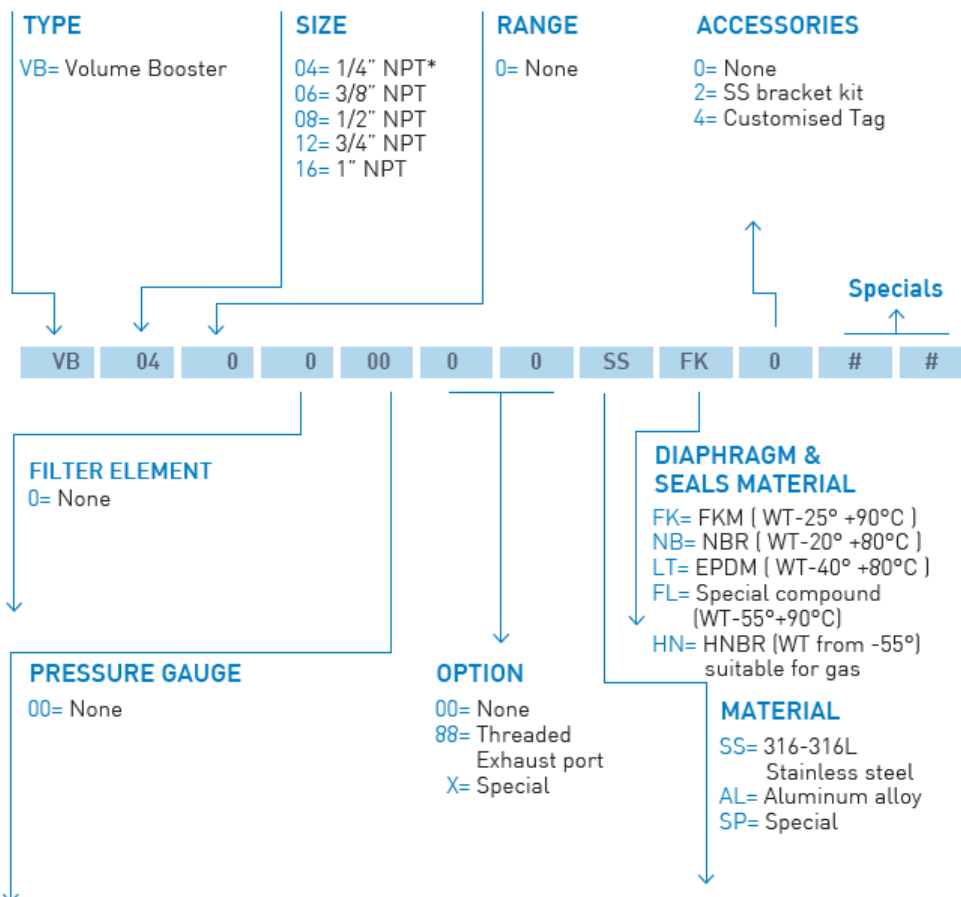 TYPE
VB= Volume Booster
SIZE
04= 1/4” NPT*
06= 3/8” NPT
08= 1/2” NPT
12= 3/4” NPT
16= 1” NPT
RANGE
0= None
ACCESSORIES
0= None
2= SS bracket kit
4= Customised Tag
Specials
VB 04 0 0 00 0 0 SS FK 0 # #
FILTER ELEMENT
0= None
PRESSURE GAUGE
00= None
OPTION
00= None
88= Threaded
Exhaust port
X= Special
DIAPHRAGM &
SEALS MATERIAL
FK= FKM ( WT-25° +90°C )
NB= NBR ( WT-20° +80°C )
LT= EPDM ( WT-40° +80°C )
FL= Special compound
(WT-55°+90°C)
HN= HNBR (WT from -55°)
suitable for gas
MATERIAL
SS= 316-316L
Stainless steel
AL= Aluminum alloy
SP= Special